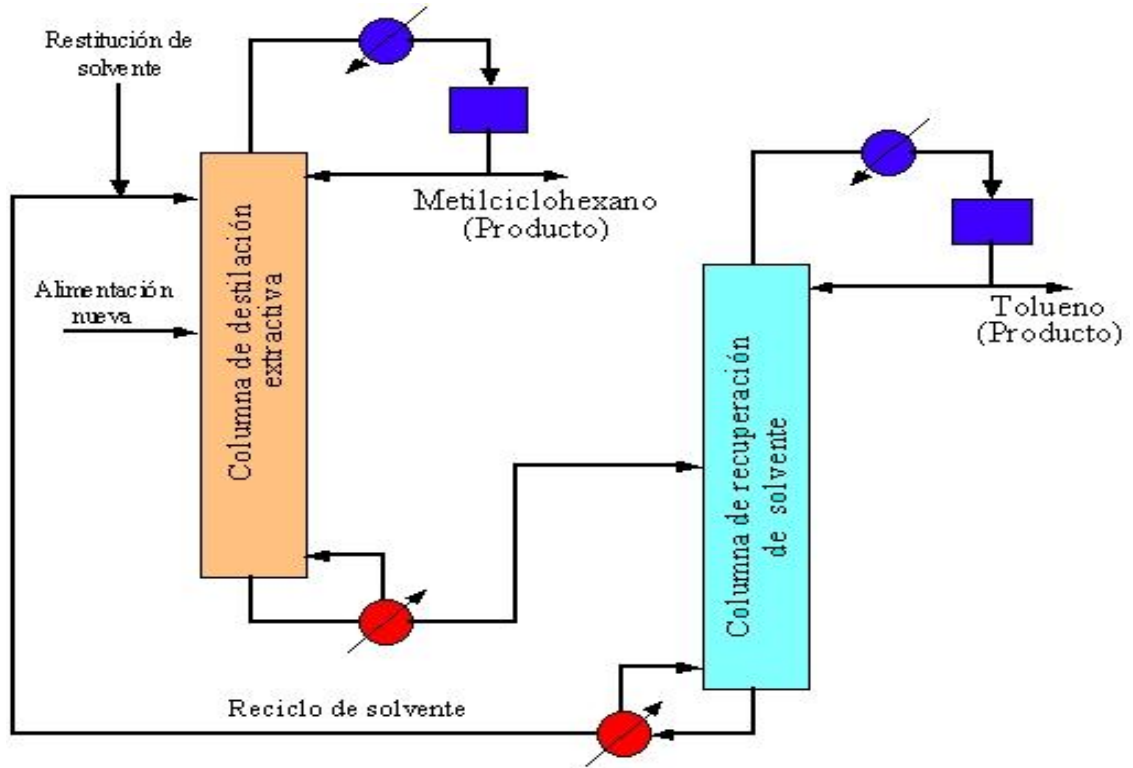 Restitución de
solvente
Alimentación
nueva
Columna de destilación
extractiva
Metilciclohexano
(Producto)
Tolueno
(Producto)
Columna de recuperación
de solvente
Reciclo de solvente